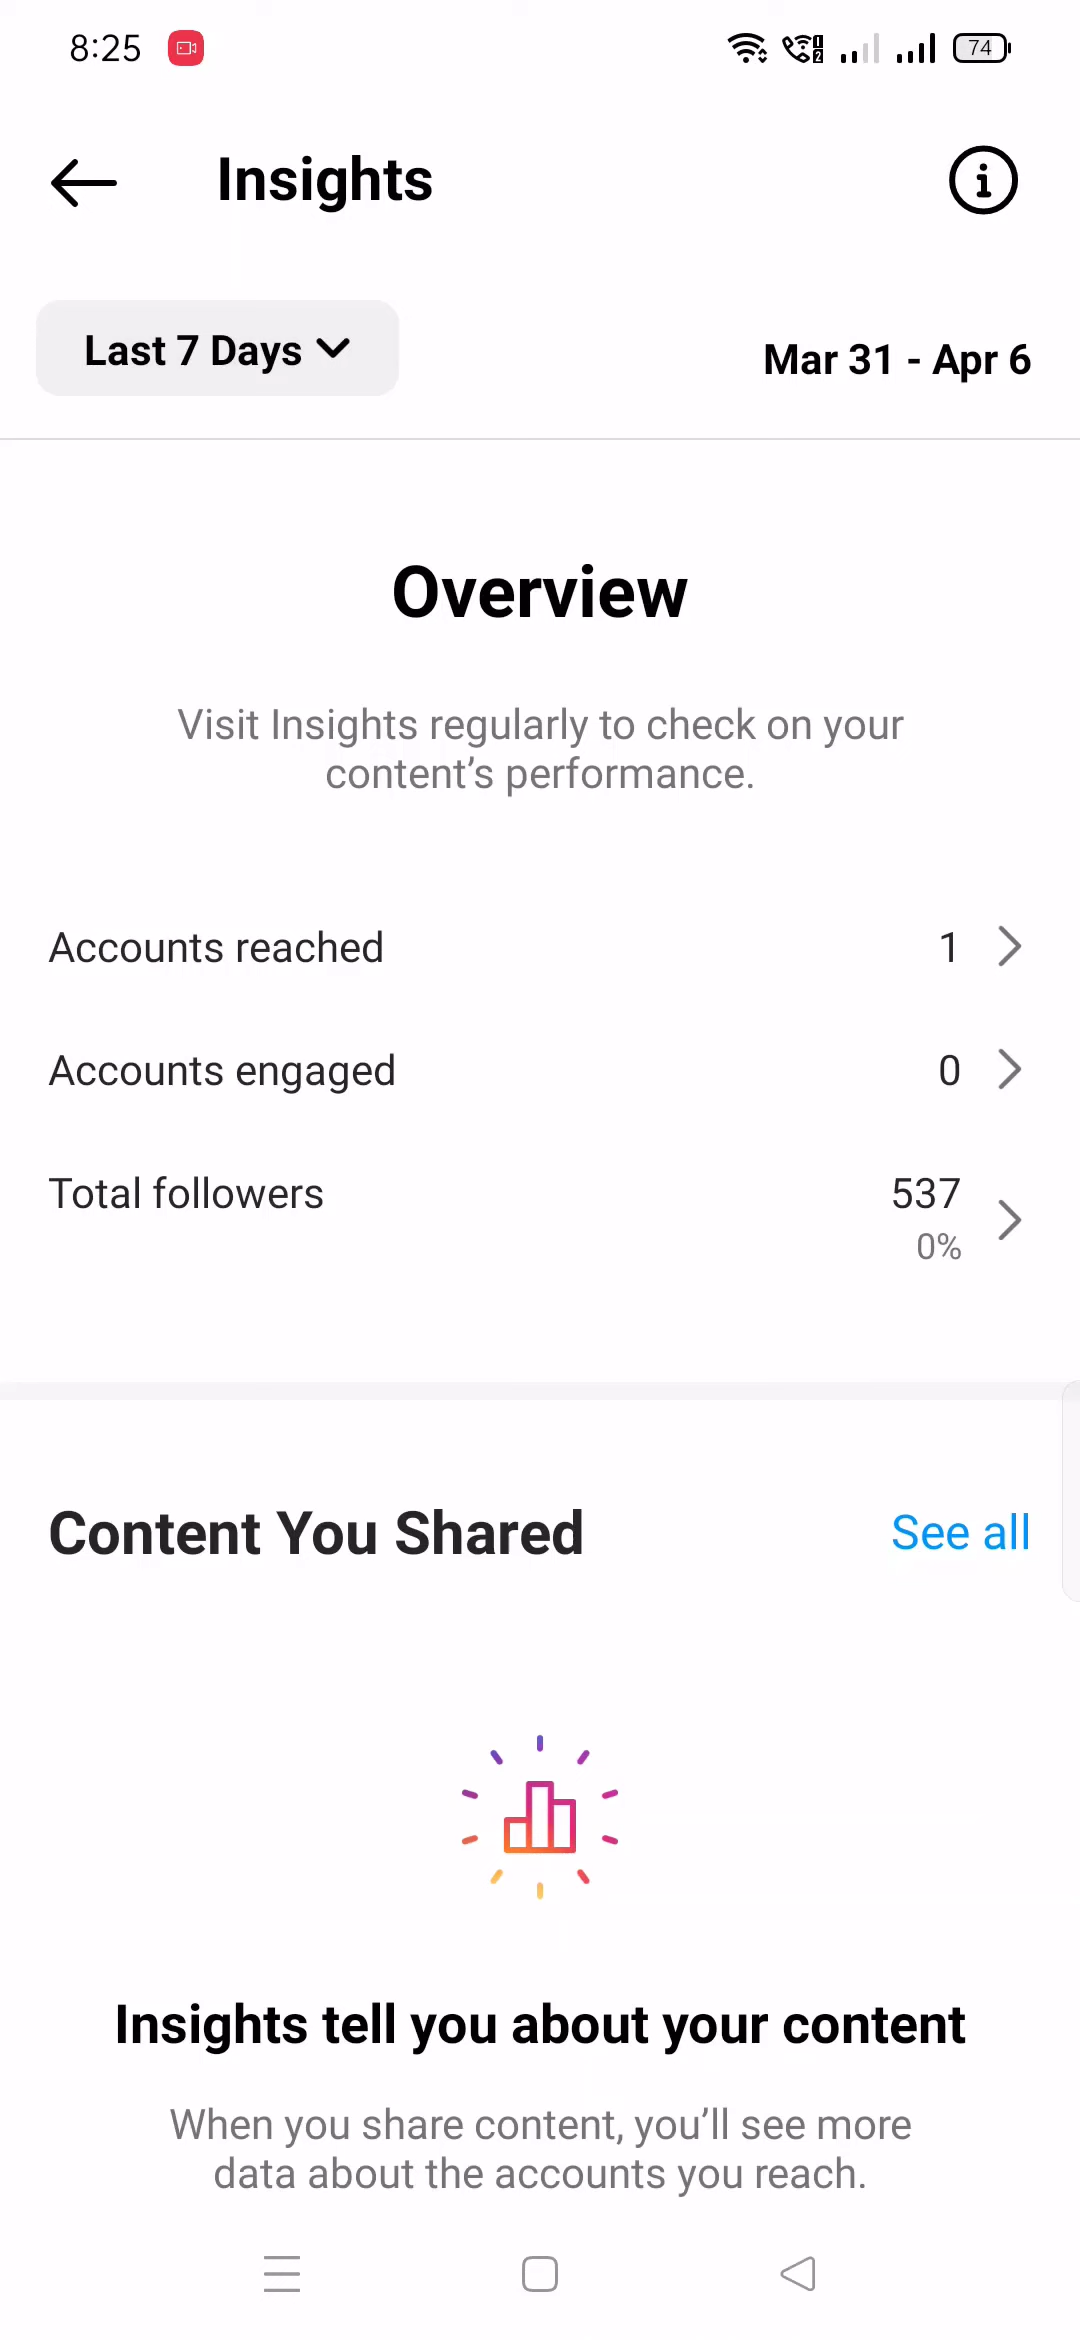 8:25
74
Insights
Last 7 Days
Mar 31 - Apr 6
Overview
Visit Insights regularly to check on your
content’s performance.
Accounts reached 1
Accounts engaged 0
Total followers 537
0%
Content You Shared See all
Insights tell you about your content
When you share content, you’ll see more
data about the accounts you reach.